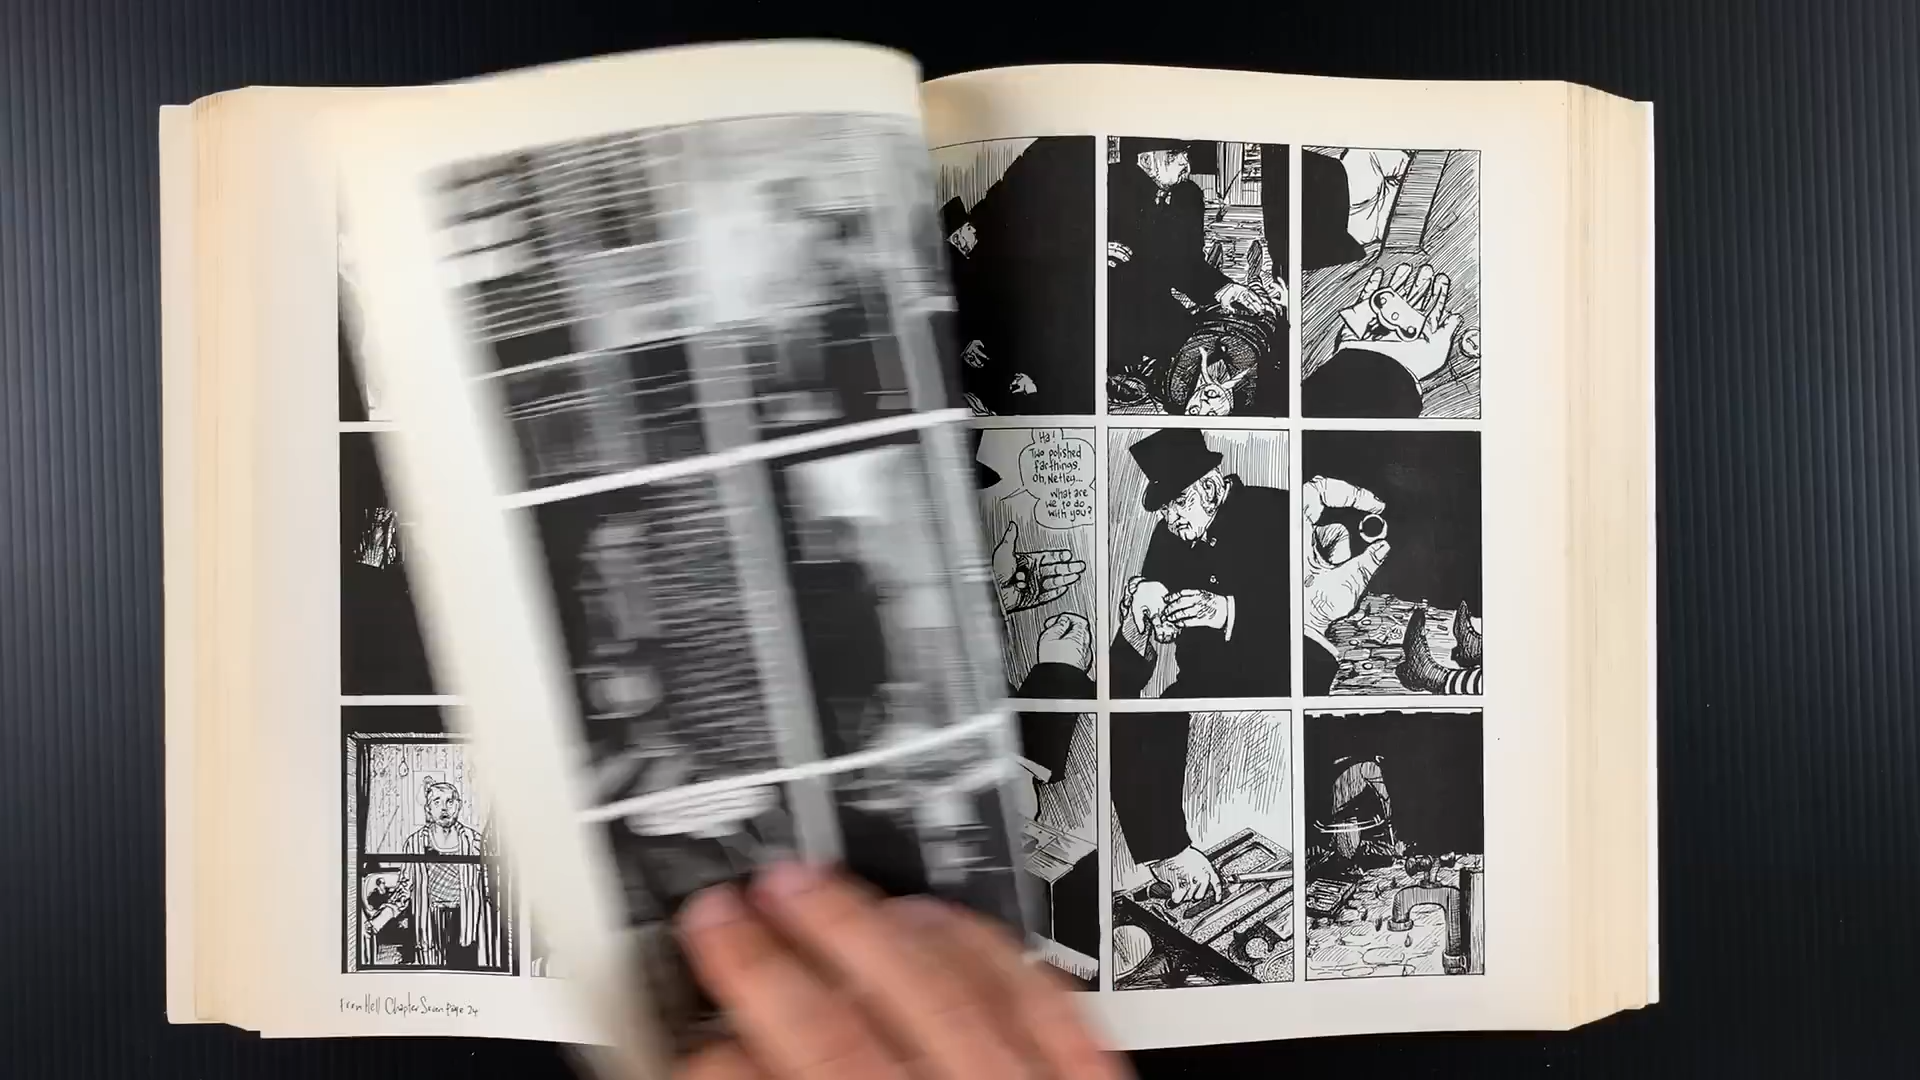 From Hell Chapter Seven page 24
Ha!
Two polished
farthings.
Oh, Netley...
What are
we to do
with you?